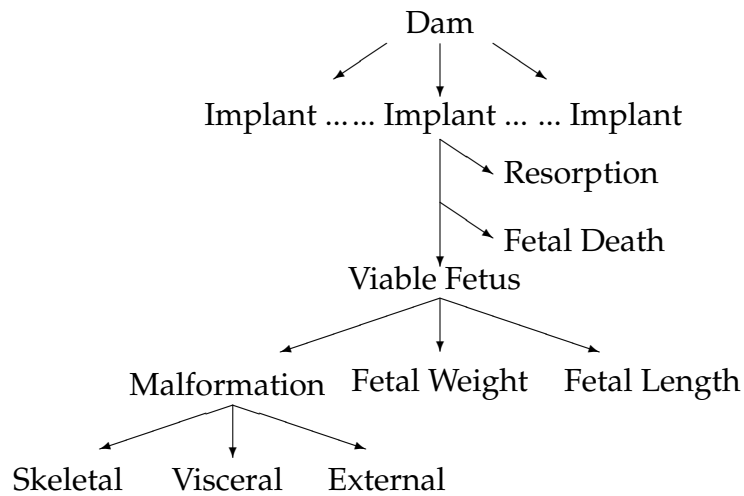 Dam
Implant ...... Implant ... ... Implant
Resorption
Fetal Death
Viable Fetus
Malformation Fetal Weight Fetal Length
Skeletal Visceral External